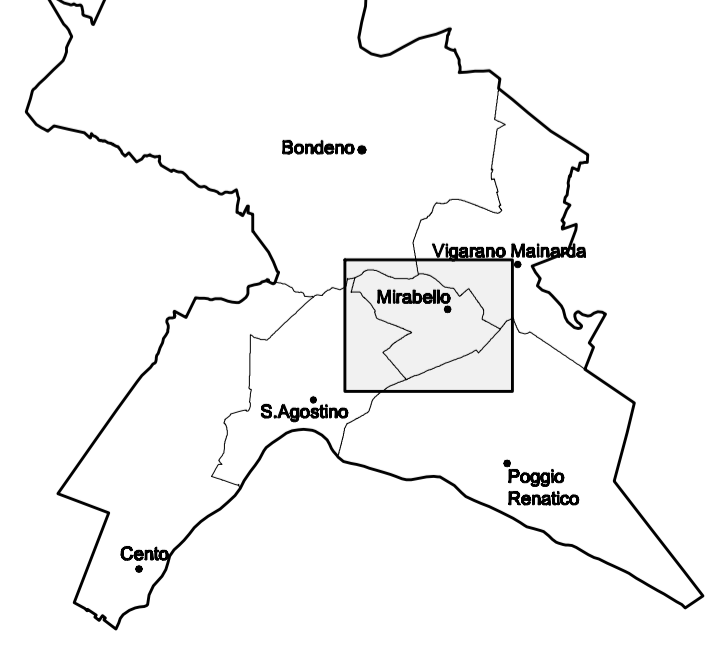 Bondeno
Vigarano Mainarda
Mirabello
S.Agostino
Poggio
Renatico
Cento